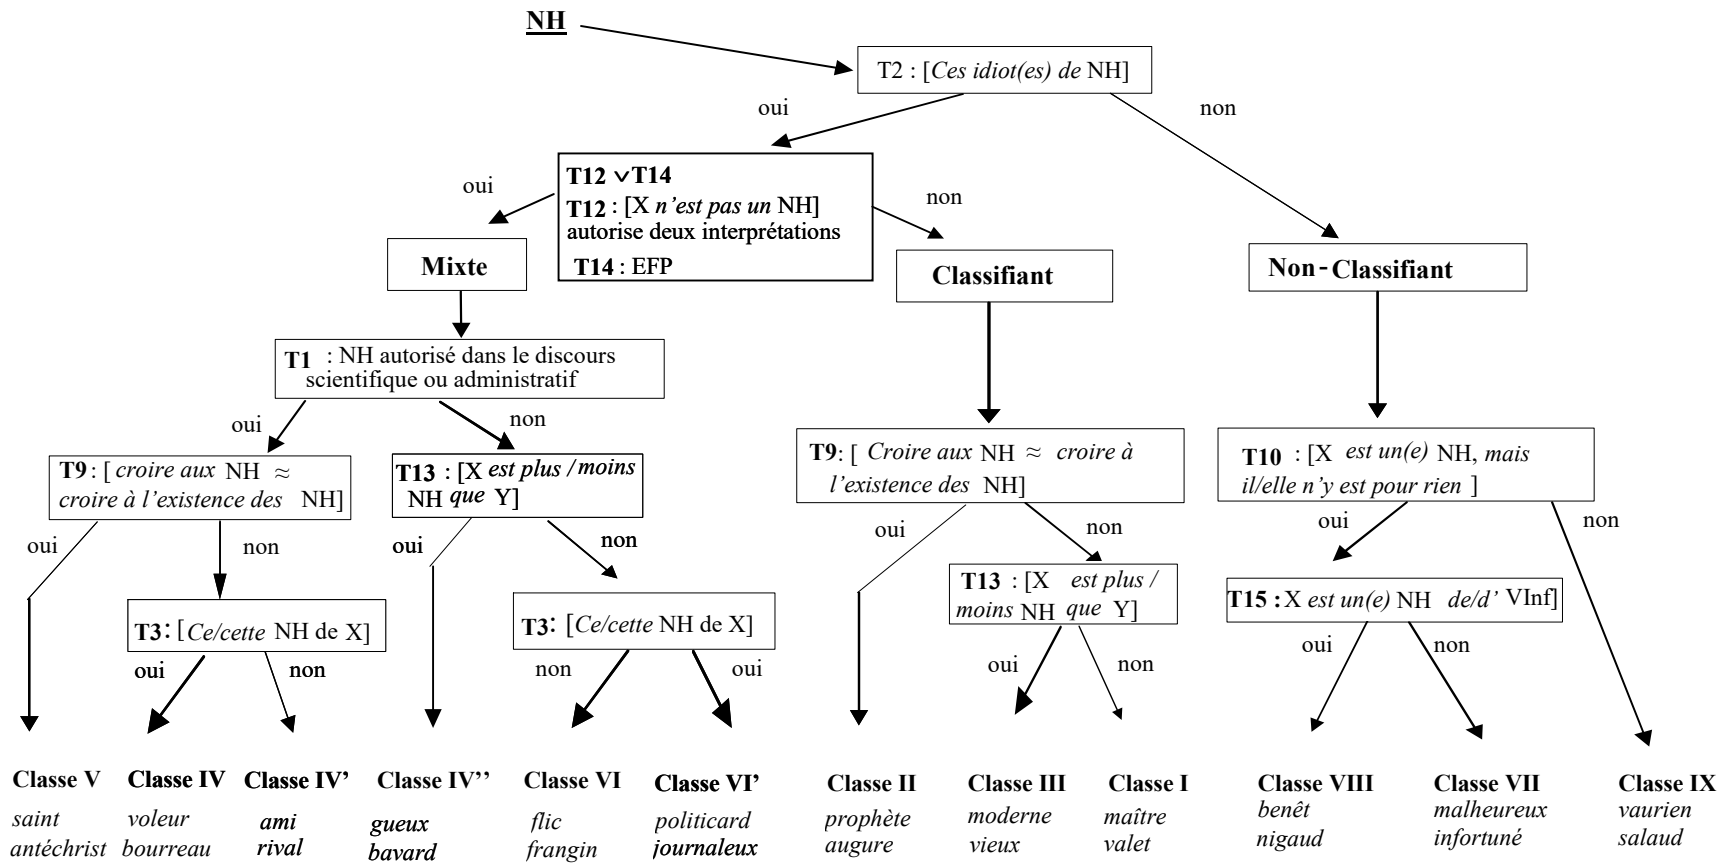 NH
T2 : [Ces idiot(es) de NH]
oui
non
T12 ∨ T14
T12 : [X n’est pas un NH]
autorise deux interprétations
T14 : EFP
oui
non
Mixte
Classifiant
Non-Classifiant
T1 : NH autorisé dans le discours
scientifique ou administratif
oui
non
T9 : [ croire aux NH ≈
croire à l’existence des NH]
T13 : [X est plus / moins
NH que Y]
T9: [ Croire aux NH ≈ croire à
l’existence des NH]
T10 : [X est un(e) NH, mais
il/elle n’y est pour rien ]
oui
non
oui
non
oui
non
oui
non
T3: [Ce/cette NH de X]
T3: [Ce/cette NH de X]
T13 : [X est plus /
moins NH que Y]
T15 : X est un(e) NH de/d’ VInf]
oui
non
non
oui
oui
non
oui
non
Classe V
Classe IV
Classe IV’
Classe IV’’
Classe VI
Classe VI’
Classe II
Classe III
Classe I
Classe VIII
Classe VII
Classe IX
saint
voleur
ami
gueux
flic
politicard
prophète
moderne
maître
benêt
malheureux
vaurien
antéchrist
bourreau
rival
bavard
frangin
journaleux
augure
vieux
valet
nigaud
infortuné
salaud